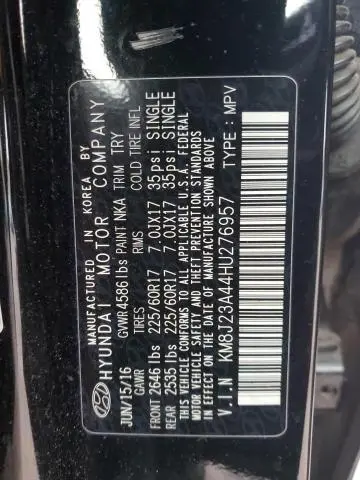 MANUFACTURED IN KOREA BY
HYUNDAI MOTOR COMPANY
JUN/15/16 GVWR 4586 lbs PAINT NKA TRIM TRY
GAWR TIRES RIMS COLD TIRE INFL
FRONT 2646 lbs 225/60R17 7.0JX17 35psi SINGLE
REAR 2535 lbs 225/60R17 7.0JX17 35psi SINGLE
THIS VEHICLE CONFORMS TO ALL APPLICABLE U.S.A. FEDERAL
MOTOR VEHICLE SAFETY AND THEFT PREVENTION STANDARDS
IN EFFECT ON THE DATE OF MANUFACTURE SHOWN ABOVE.
V.I.N KM8J23A44HU276957 TYPE: MPV